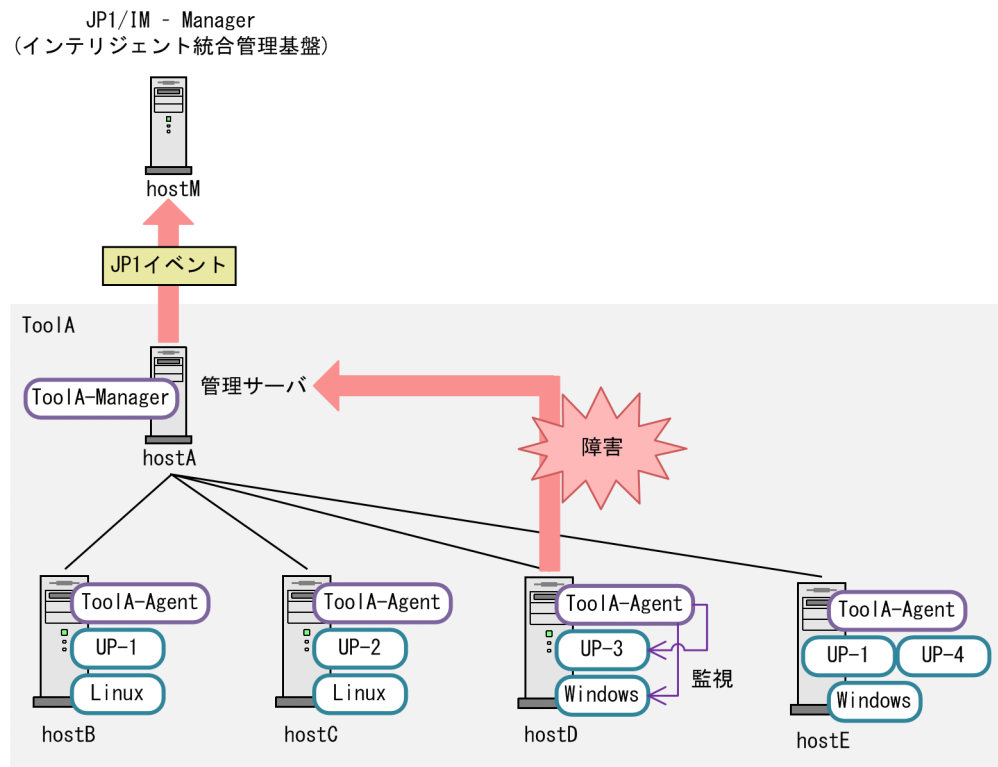 JP1/IM - Manager
(インテリジェント統合管理基盤)
hostM
JP1イベント
ToolA
ToolA-Manager
管理サーバ
hostA
障害
ToolA-Agent
UP-1
Linux
hostB
ToolA-Agent
UP-2
Linux
hostC
ToolA-Agent
UP-3
Windows
監視
hostD
ToolA-Agent
UP-1
UP-4
Windows
hostE